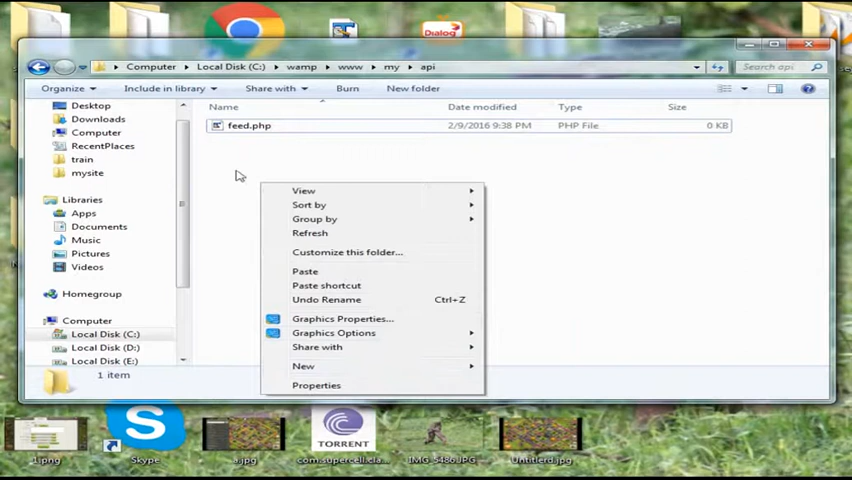 Dialog
Computer Local Disk (C:) wamp www my api
Search api
Organize Include in library Share with Burn New folder
Desktop
Downloads
Computer
RecentPlaces
train
mysite
Libraries
Apps
Documents
Music
Pictures
Videos
Homegroup
Computer
Local Disk (C:)
Local Disk (D:)
Local Disk (E:)
Name Date modified Type Size
feed.php 2/9/2016 9:38 PM PHP File 0 KB
View
Sort by
Group by
Refresh
Customize this folder...
Paste
Paste shortcut
Undo Rename Ctrl+Z
Graphics Properties...
Graphics Options
Share with
New
Properties
1 item
TORRENT
1.png Skype a.jpg com.supercell.cla... IMG_5486.JPG Untitlerd.jpg